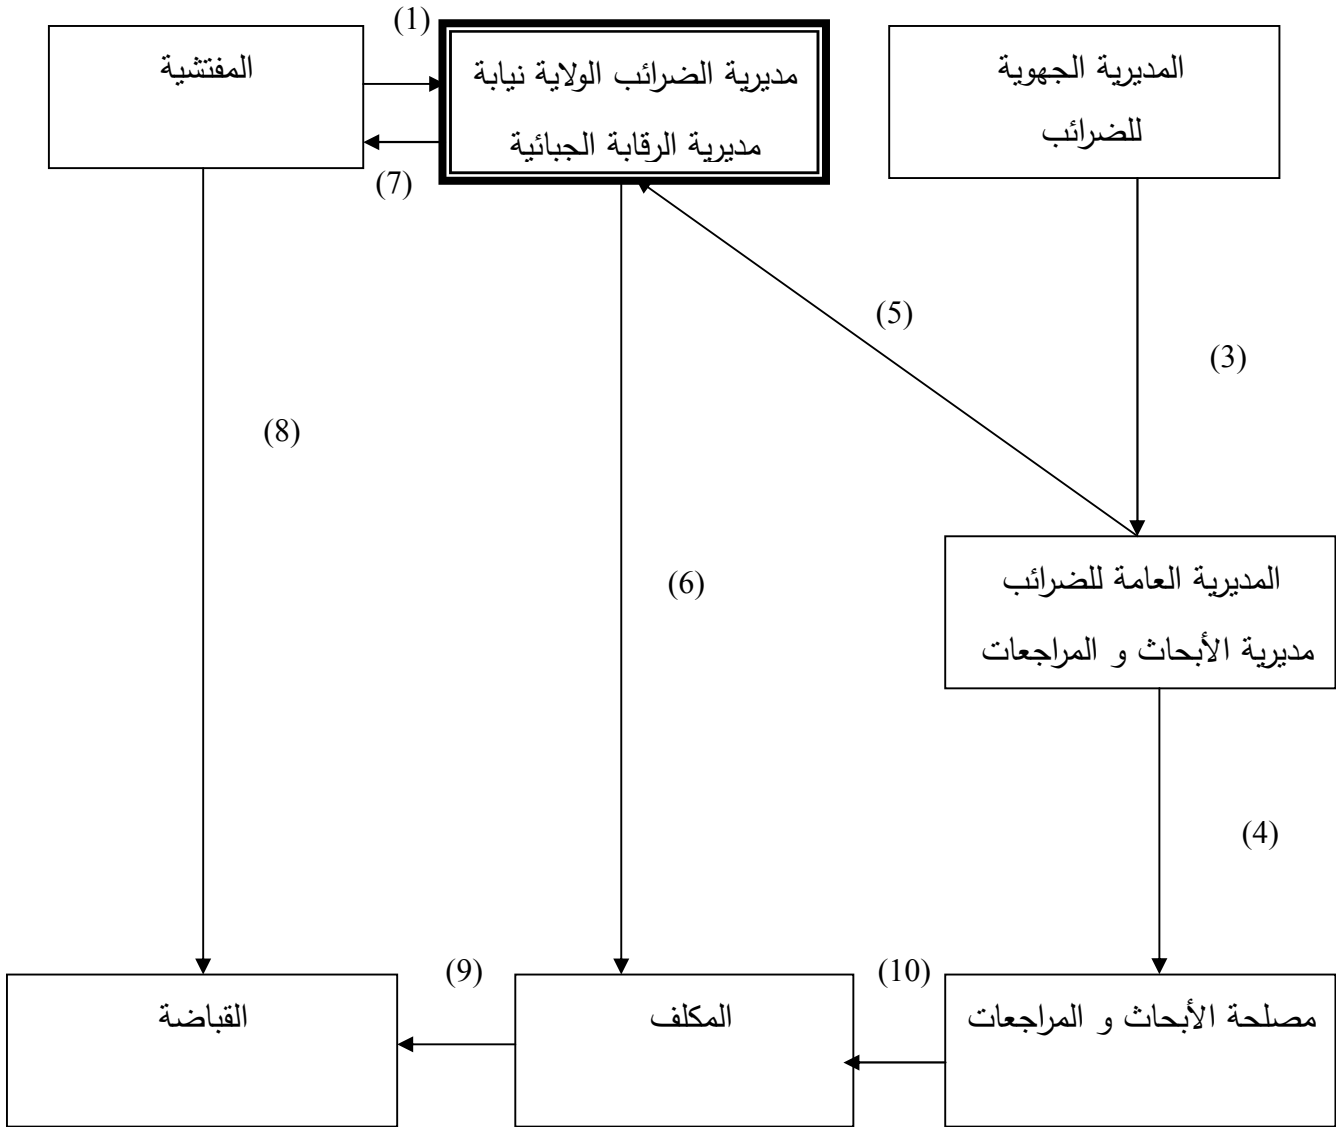 (1)
المديرية الجهوية
للضرائب
مديرية الضرائب الولاية نيابة
مديرية الرقابة الجبائية
المفتشية
(7)
(5)
(3)
(8)
(6)
المديرية العامة للضرائب
مديرية الأبحاث و المراجعات
(4)
(10)
(9)
مصلحة الأبحاث و المراجعات
المكلف
القباضة